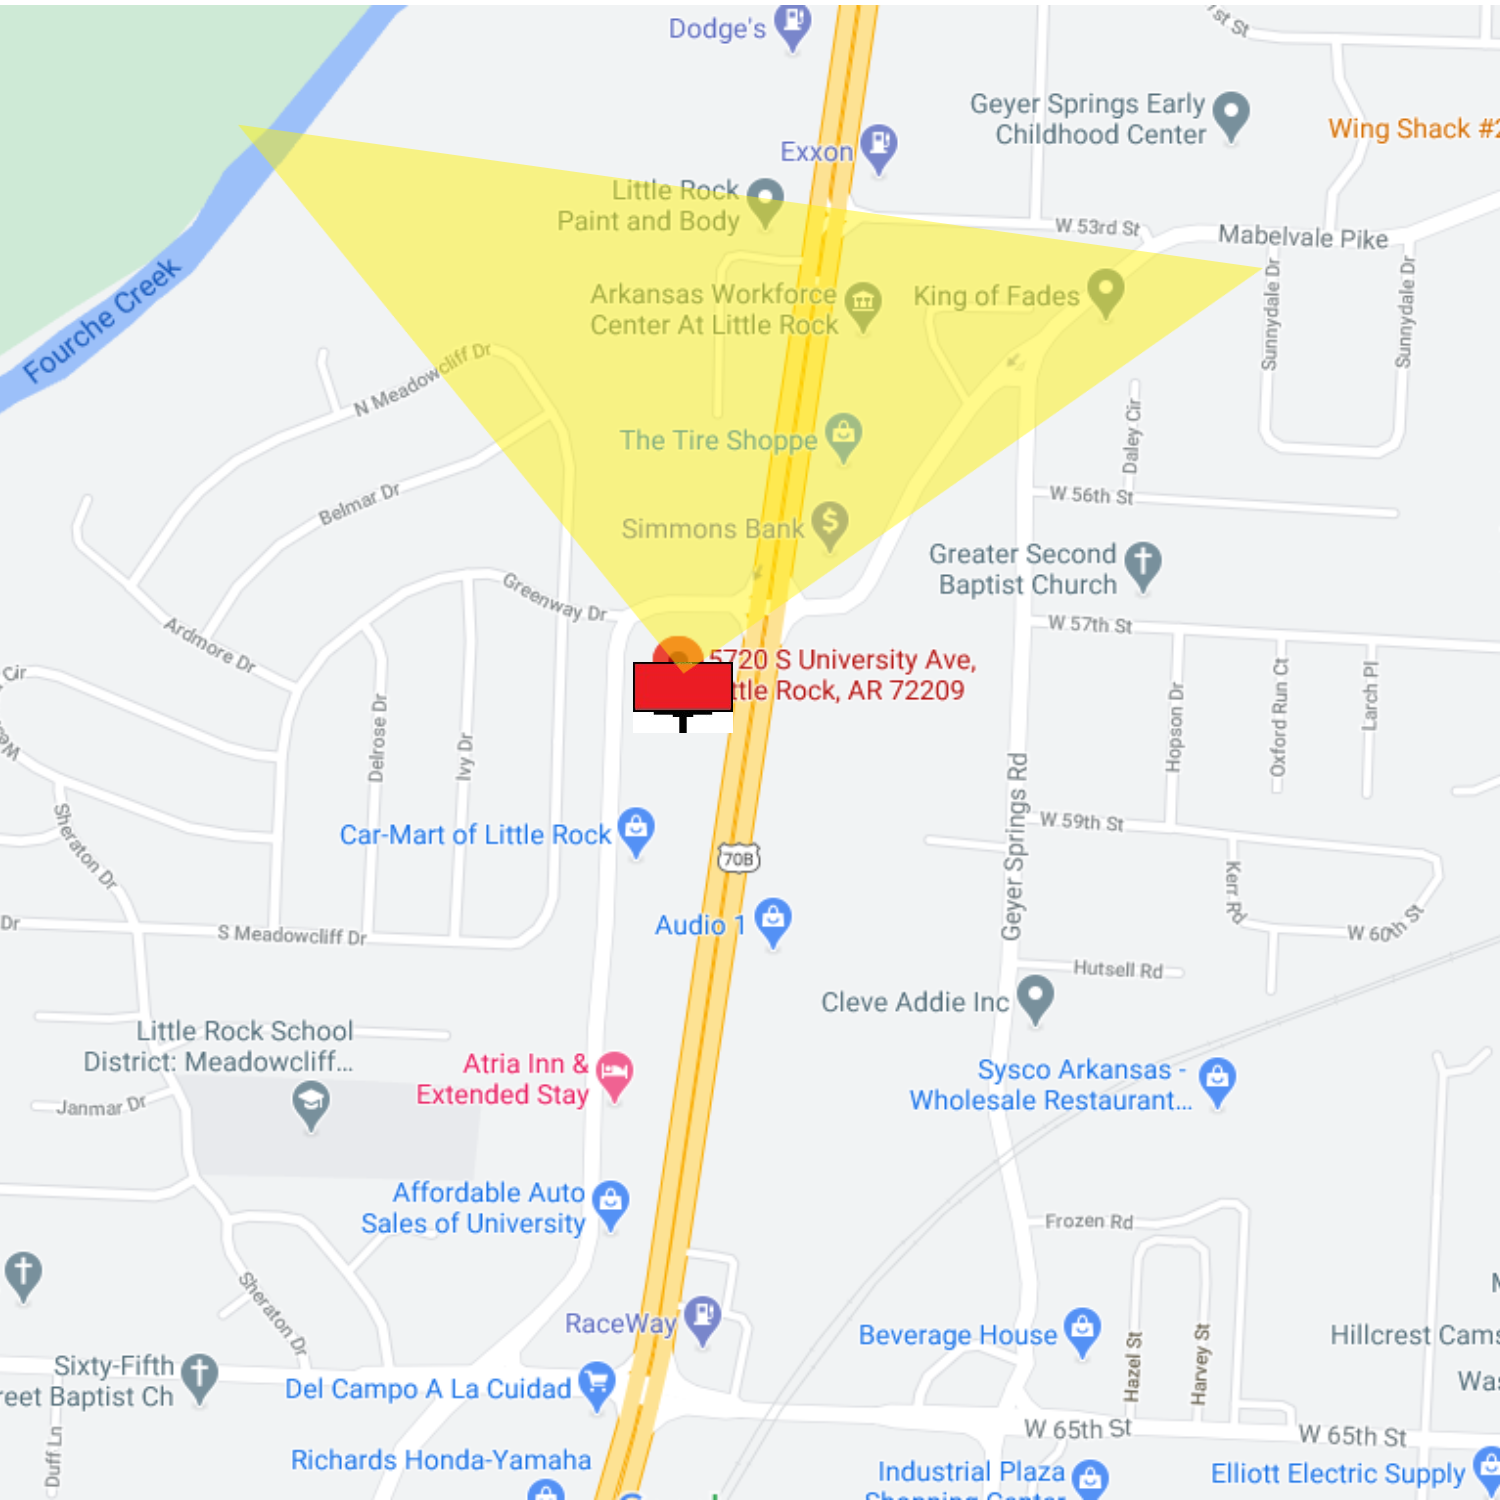 Dodge's
Geyer Springs Early
Childhood Center
Wing Shack
Exxon
Little Rock
Paint and Body
W 53rd St
Mabelvale Pike
Fourche Creek
Arkansas Workforce
Center At Little Rock
King of Fades
Sunnydale Dr
Sunnydale Dr
N Meadowcliff Dr
The Tire Shoppe
Daley Cir
Belmar Dr
W 56th St
Simmons Bank
Greater Second
Baptist Church
Greenway Dr
Ardmore Dr
W 57th St
5720 S University Ave,
ttle Rock, AR 72209
Cir
Delrose Dr
Ivy Dr
Hopson Dr
Oxford Run Ct
Larch Pl
Geyer Springs Rd
Sheraton Dr
Car-Mart of Little Rock
W 59th St
70B
Kerr Rd
Audio 1
W 60th St
Dr
S Meadowcliff Dr
Hutsell Rd
Cleve Addie Inc
Little Rock School
District: Meadowcliff...
Atria Inn &
Extended Stay
Sysco Arkansas -
Wholesale Restaurant...
Janmar Dr
Affordable Auto
Sales of University
Frozen Rd
Sheraton Dr
RaceWay
Beverage House
Hazel St
Harvey St
Hillcrest Cams
Sixty-Fifth
reet Baptist Ch
Was
Del Campo A La Cuidad
W 65th St
W 65th St
Duff Ln
Richards Honda-Yamaha
Industrial Plaza
Shopping Center
Elliott Electric Supply